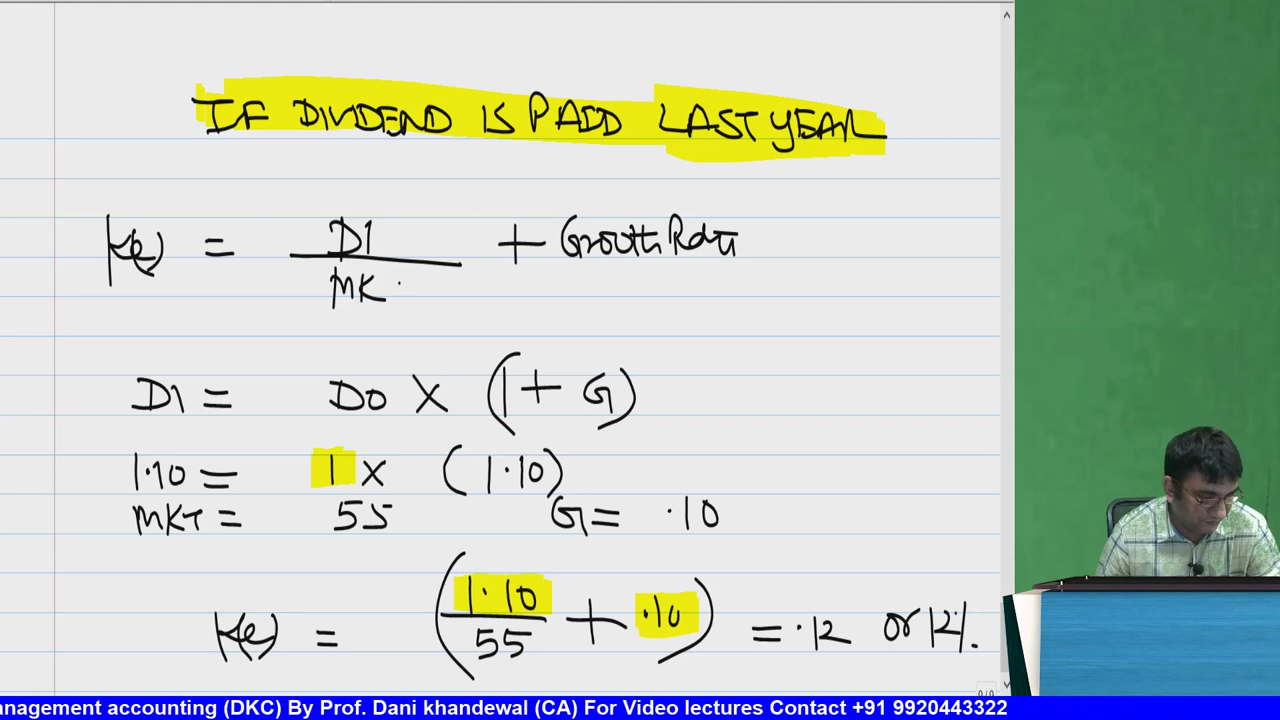 IF DIVIDEND IS PAID LAST YEAR
K(e) = D1 / MK. + Growth Rate
D1 = D0 X (1 + G)
1.10 = 1 X (1.10)
MKT = 55 G = .10
K(e) = (1.10 / 55 + .10) = .12 or 12%.
anagement accounting (DKC) By Prof. Dani khandewal (CA) For Video lectures Contact +91 9920443322